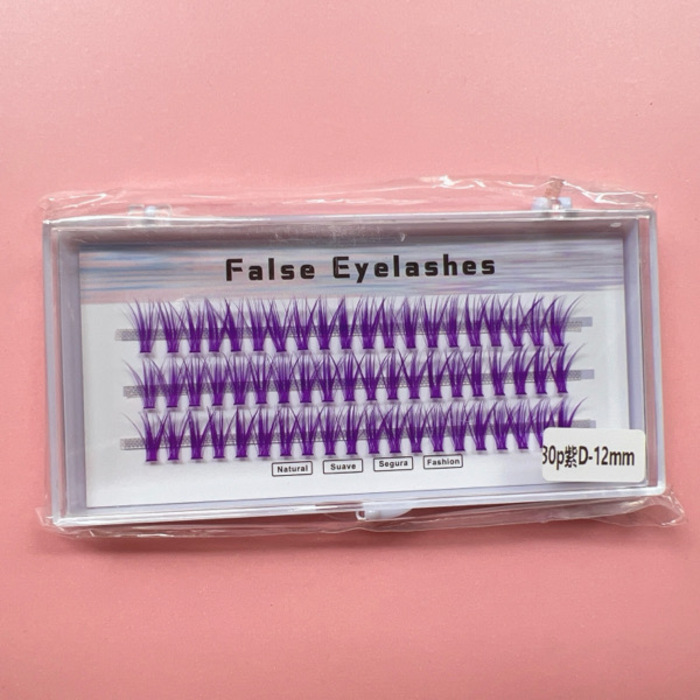 False Eyelashes
Natural Suave Segura Fashion
30p紫D-12mm